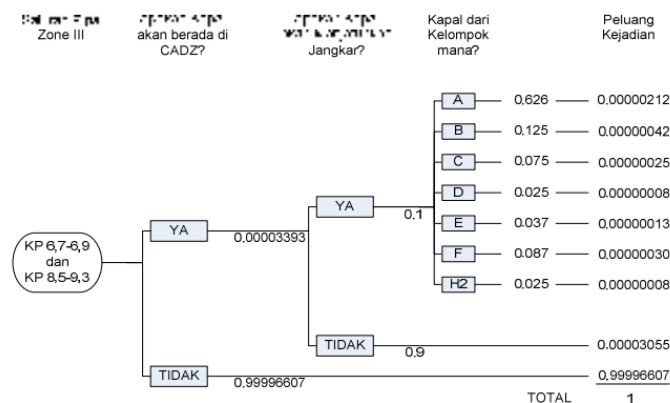 Zone III
akan berada di
CADZ?
Jangkar?
Kapal dari
Kelompok
mana?
Peluang
Kejadian
A 0.626 0.00000212
B 0.125 0.00000042
C 0.075 0.00000025
D 0.025 0.00000008
E 0.037 0.00000013
F 0.087 0.00000030
H2 0.025 0.00000008
YA 0.1
YA 0.00003393
KP 6,7-6,9
dan
KP 8,5-9,3
TIDAK 0.9 0.00003055
TIDAK 0.99996607 0.99996607
TOTAL 1